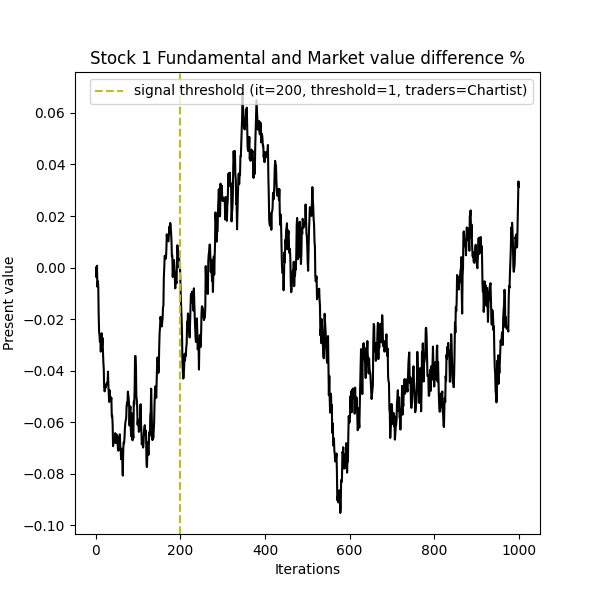 Stock 1 Fundamental and Market value difference %
signal threshold (it=200, threshold=1, traders=Chartist)
0.06
0.04
0.02
0.00
−0.02
−0.04
−0.06
−0.08
−0.10
Present value
0 200 400 600 800 1000
Iterations